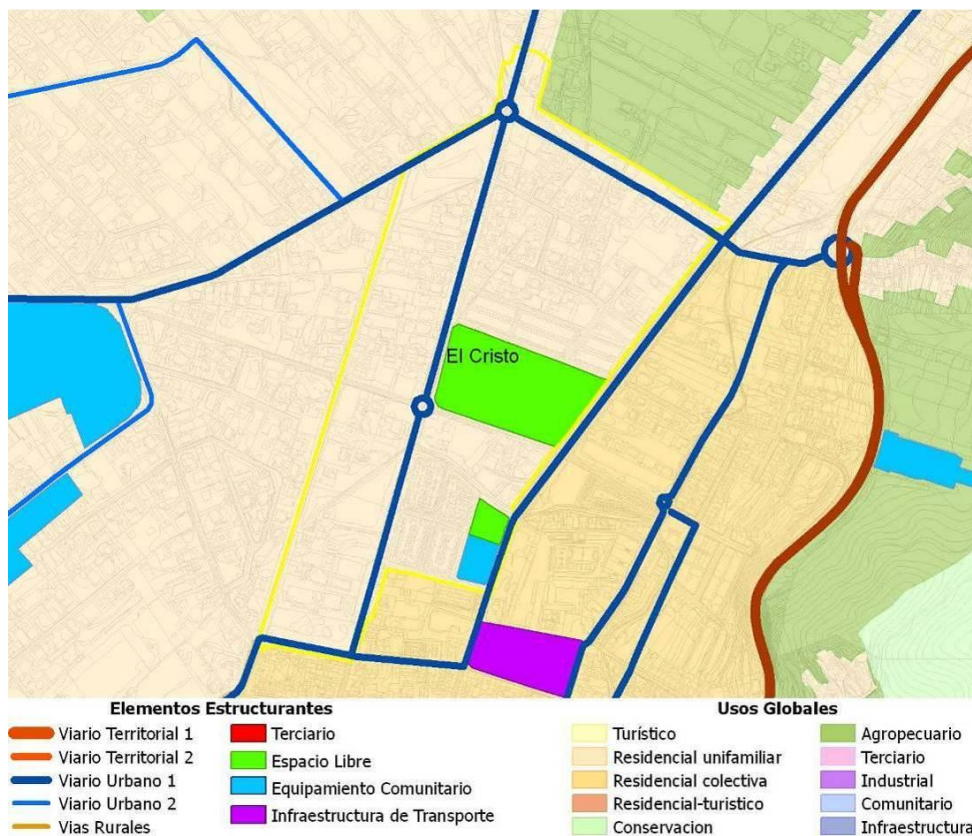 El Cristo
Elementos Estructurantes
Viario Territorial 1
Viario Territorial 2
Viario Urbano 1
Viario Urbano 2
Vias Rurales
Terciario
Espacio Libre
Equipamiento Comunitario
Infraestructura de Transporte
Usos Globales
Turístico
Residencial unifamiliar
Residencial colectiva
Residencial-turistico
Conservacion
Agropecuario
Terciario
Industrial
Comunitario
Infraestructura